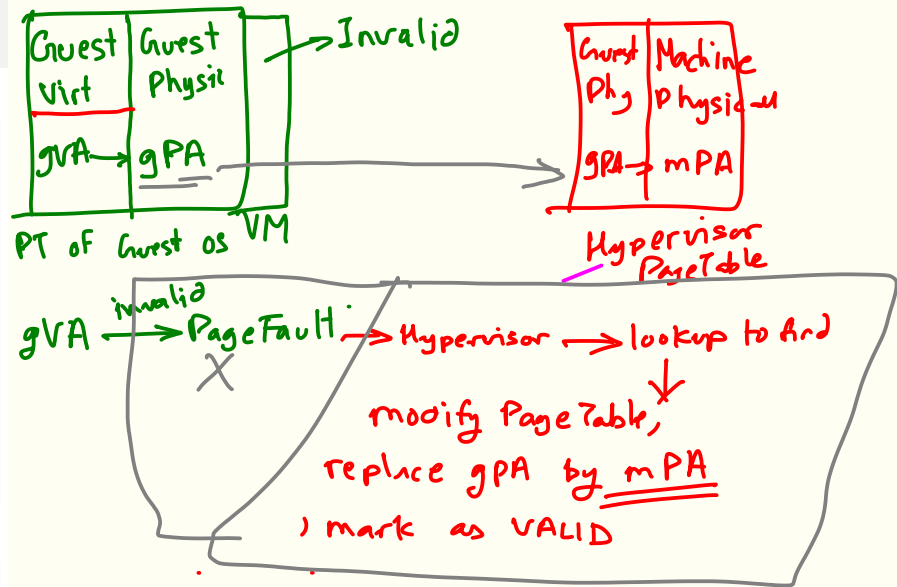 Guest Virt
Guest Physic
→ Invalid
gVA → gPA
PT of Guest OS
VM
Guest Phy
Machine Physical
gPA → mPA
Hypervisor
PageTable
invalid
gVA → PageFault → Hypervisor → lookup to find
X
modify PageTable,
replace gPA by mPA
, mark as VALID